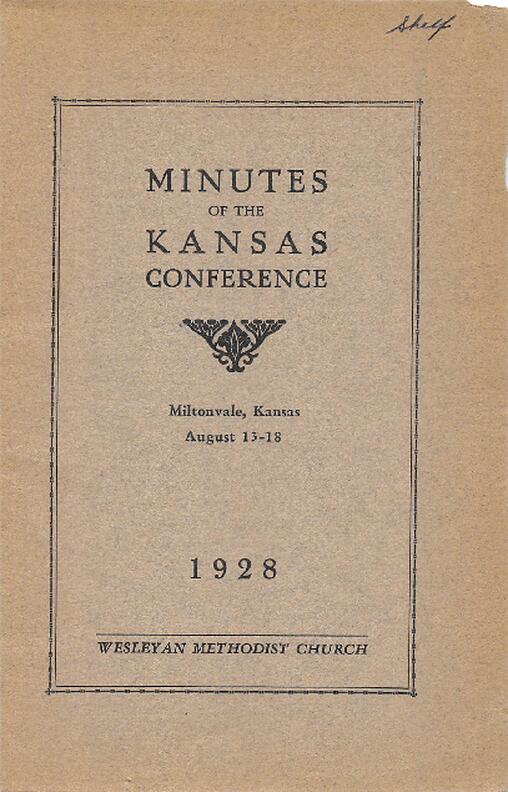 Shelf
MINUTES
OF THE
KANSAS
CONFERENCE
Miltonvale, Kansas
August 13-18
1928
WESLEYAN METHODIST CHURCH